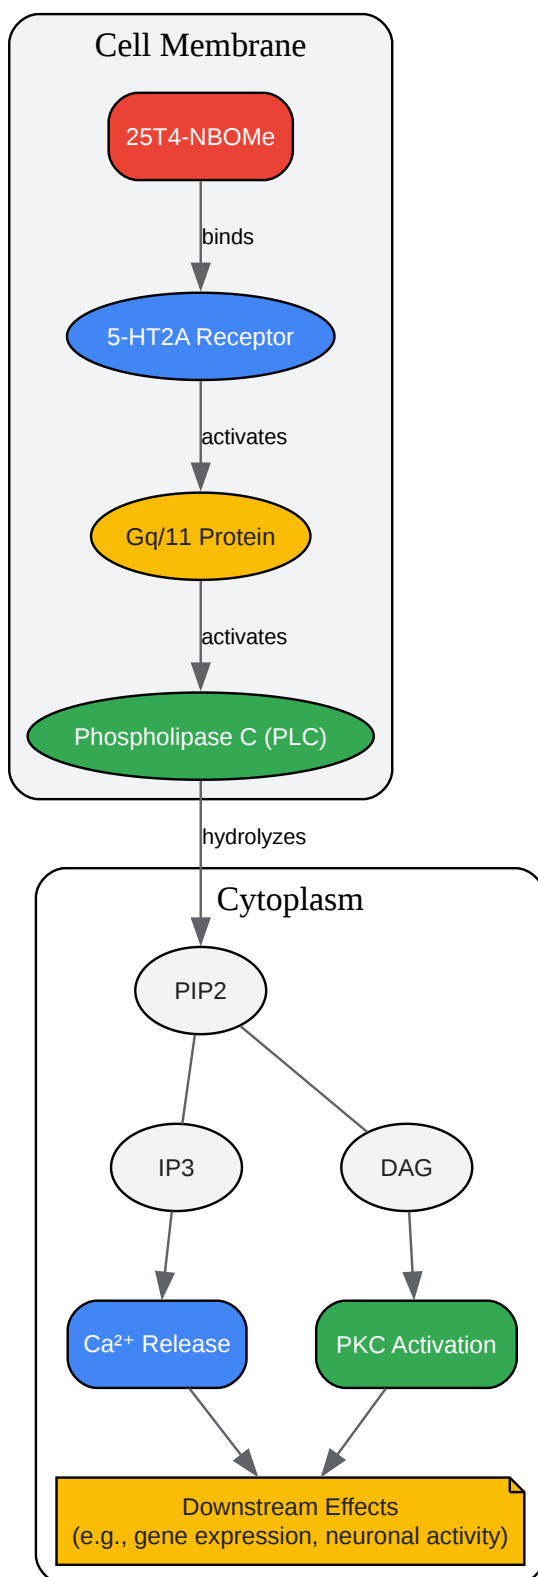 Cell Membrane
25T4-NBOMe
binds
5-HT2A Receptor
activates
Gq/11 Protein
activates
Phospholipase C (PLC)
hydrolyzes
Cytoplasm
PIP2
IP3
DAG
Ca²⁺ Release
PKC Activation
Downstream Effects
(e.g., gene expression, neuronal activity)